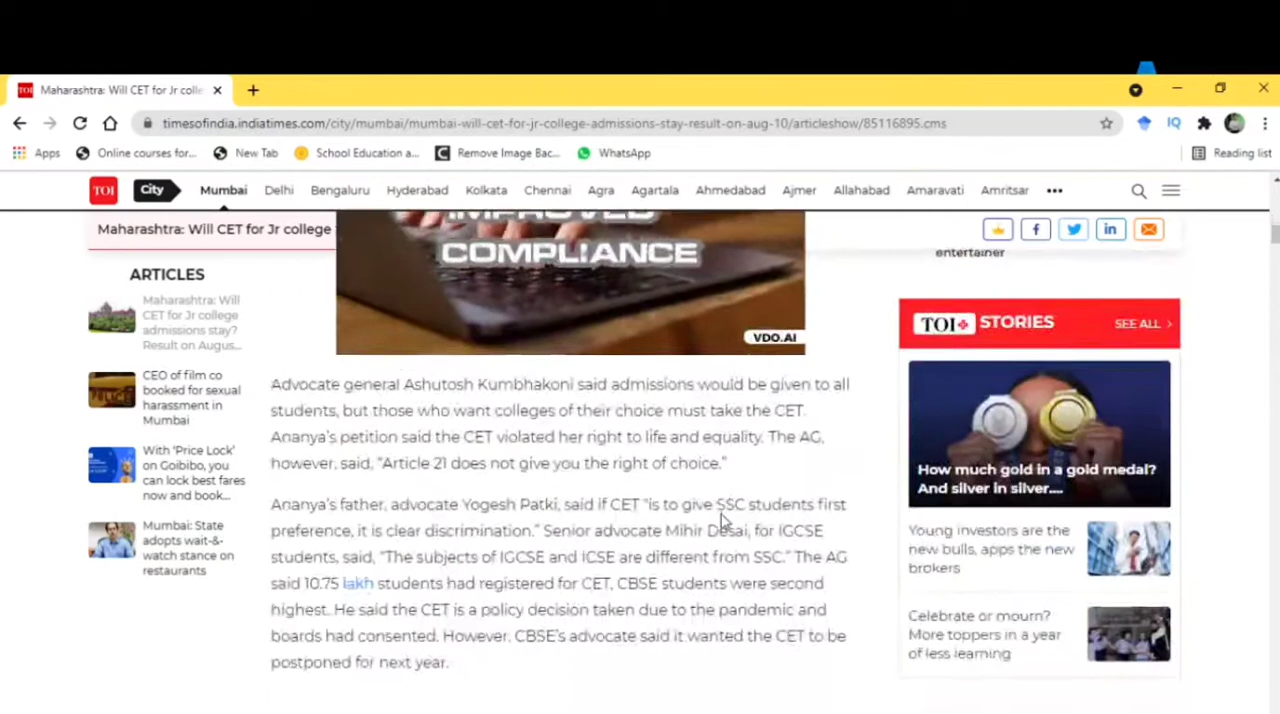 Maharashtra: Will CET for Jr colle
timesofindia.indiatimes.com/city/mumbai/mumbai-will-cet-for-jr-college-admissions-stay-result-on-aug-10/articleshow/85116895.cms
IQ
Apps Online courses for... New Tab School Education a... Remove Image Bac... WhatsApp Reading list
TOI City Mumbai Delhi Bengaluru Hyderabad Kolkata Chennai Agra Agartala Ahmedabad Ajmer Allahabad Amaravati Amritsar
Maharashtra: Will CET for Jr college
ARTICLES
Maharashtra: Will
CET for Jr college
admissions stay?
Result on Augus...
CEO of film co
booked for sexual
harassment in
Mumbai
With 'Price Lock'
on Goibibo, you
can lock best fares
now and book...
Mumbai: State
adopts wait-&-
watch stance on
restaurants
IMPROVED
COMPLIANCE
VDO.AI
Advocate general Ashutosh Kumbhakoni said admissions would be given to all
students, but those who want colleges of their choice must take the CET.
Ananya's petition said the CET violated her right to life and equality. The AG,
however, said, "Article 21 does not give you the right of choice."
Ananya's father, advocate Yogesh Patki, said if CET "is to give SSC students first
preference, it is clear discrimination." Senior advocate Mihir Desai, for IGCSE
students, said, "The subjects of IGCSE and ICSE are different from SSC." The AG
said 10.75 lakh students had registered for CET, CBSE students were second
highest. He said the CET is a policy decision taken due to the pandemic and
boards had consented. However, CBSE's advocate said it wanted the CET to be
postponed for next year.
entertainer
TOI+ STORIES SEE ALL >
How much gold in a gold medal?
And silver in silver....
Young investors are the
new bulls, apps the new
brokers
Celebrate or mourn?
More toppers in a year
of less learning